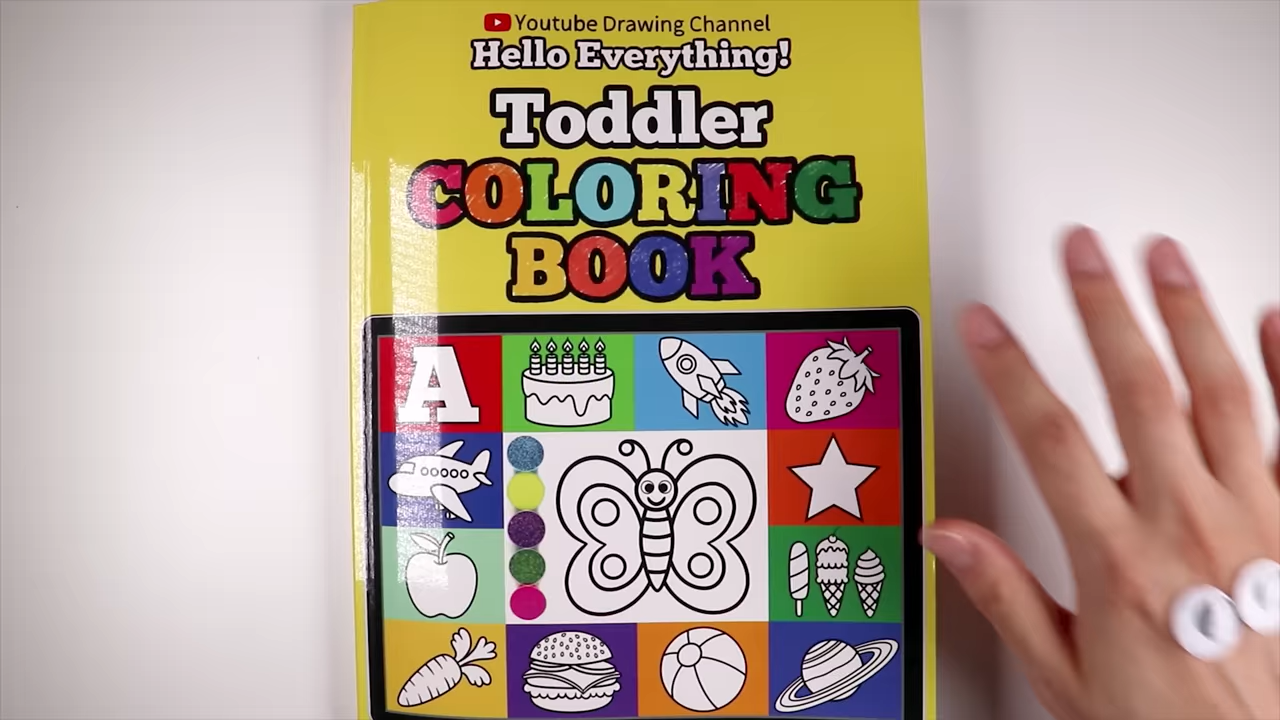 Youtube Drawing Channel
Hello Everything!
Toddler
COLORING
BOOK
A